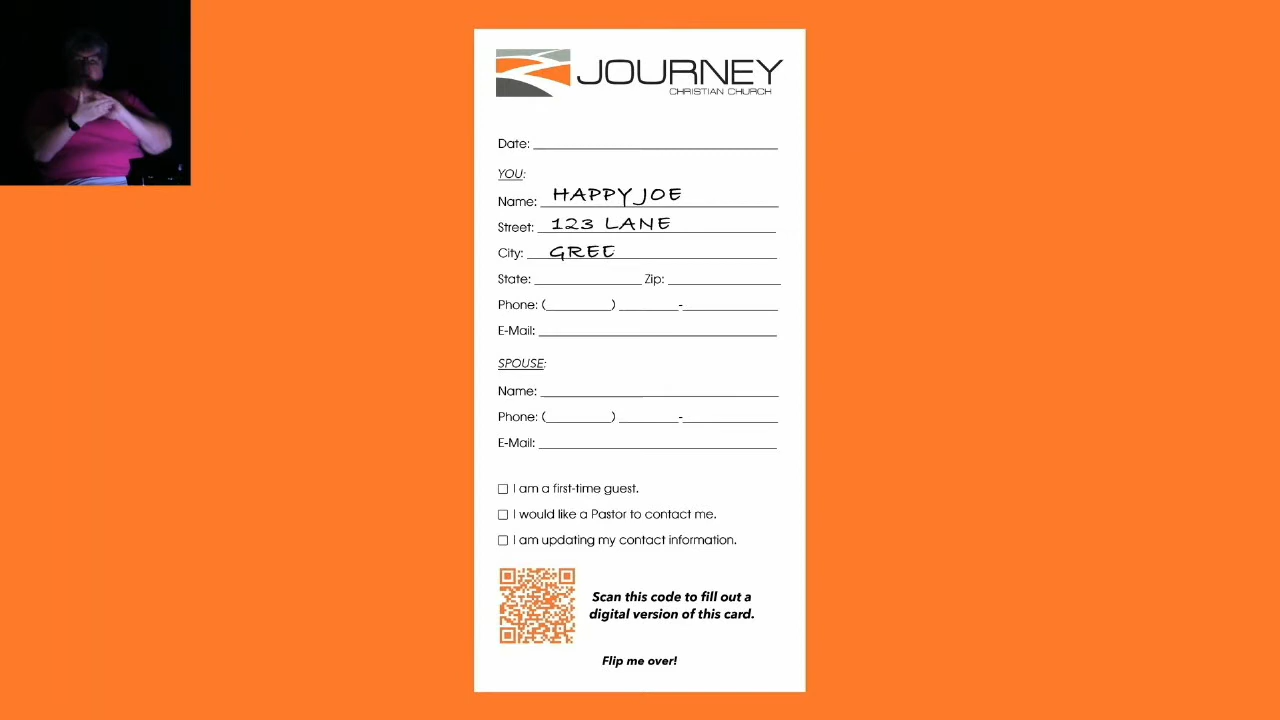 JOURNEY
CHRISTIAN CHURCH
Date:
YOU:
Name: HAPPY JOE
Street: 123 LANE
City: GREE
State: Zip:
Phone: ( ) -
E-Mail:
SPOUSE:
Name:
Phone: ( ) -
E-Mail:
I am a first-time guest.
I would like a Pastor to contact me.
I am updating my contact information.
Scan this code to fill out a
digital version of this card.
Flip me over!